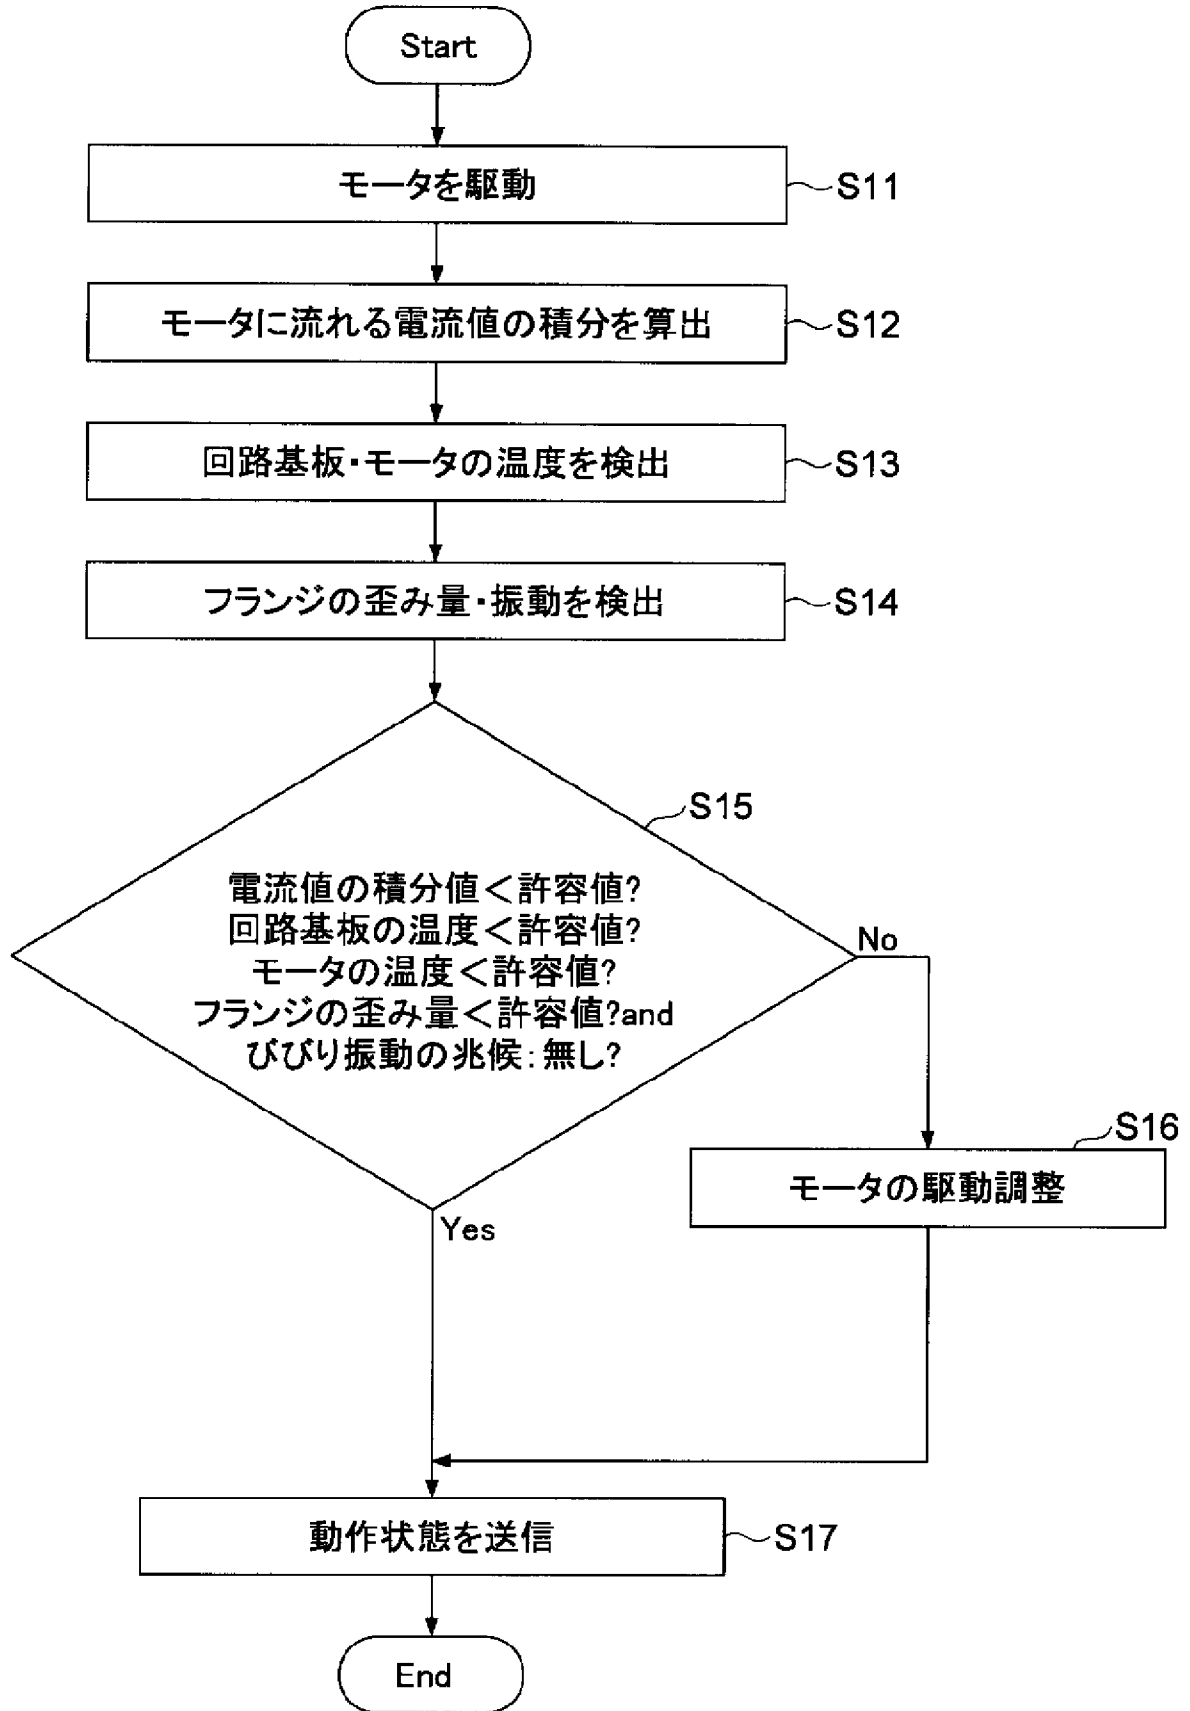 Start
モータを駆動
S11
モータに流れる電流値の積分を算出
S12
回路基板・モータの温度を検出
S13
フランジの歪み量・振動を検出
S14
S15
電流値の積分値<許容値?
回路基板の温度<許容値?
モータの温度<許容値?
フランジの歪み量<許容値?and
びびり振動の兆候:無し?
No
Yes
S16
モータの駆動調整
動作状態を送信
S17
End